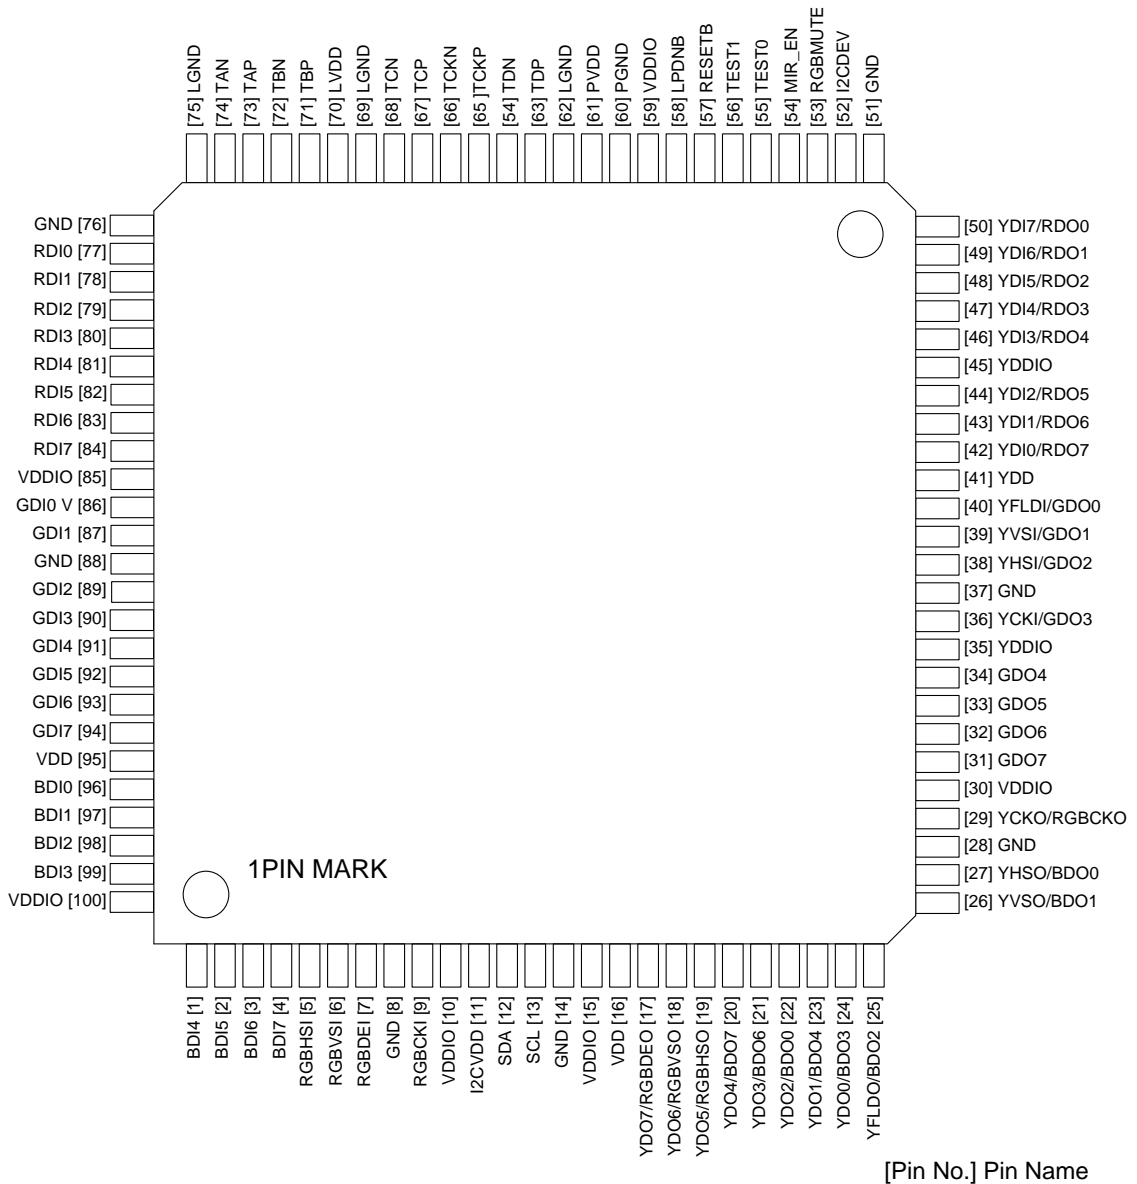 [75] LGND
[74] TAN
[73] TAP
[72] TBN
[71] TBP
[70] LVDD
[69] LGND
[68] TCN
[67] TCP
[66] TCKN
[65 ]TCKP
[54] TDN
[63] TDP
[62] LGND
[61] PVDD
[60] PGND
[59] VDDIO
[58] LPDNB
[57] RESETB
[56] TEST1
[55] TEST0
[54] MIR_EN
[53] RGBMUTE
[52] I2CDEV
[51] GND
GND [76]
RDI0 [77]
RDI1 [78]
RDI2 [79]
RDI3 [80]
RDI4 [81]
RDI5 [82]
RDI6 [83]
RDI7 [84]
VDDIO [85]
GDI0 V [86]
GDI1 [87]
GND [88]
GDI2 [89]
GDI3 [90]
GDI4 [91]
GDI5 [92]
GDI6 [93]
GDI7 [94]
VDD [95]
BDI0 [96]
BDI1 [97]
BDI2 [98]
BDI3 [99]
VDDIO [100]
[50] YDI7/RDO0
[49] YDI6/RDO1
[48] YDI5/RDO2
[47] YDI4/RDO3
[46] YDI3/RDO4
[45] YDDIO
[44] YDI2/RDO5
[43] YDI1/RDO6
[42] YDI0/RDO7
[41] YDD
[40] YFLDI/GDO0
[39] YVSI/GDO1
[38] YHSI/GDO2
[37] GND
[36] YCKI/GDO3
[35] YDDIO
[34] GDO4
[33] GDO5
[32] GDO6
[31] GDO7
[30] VDDIO
[29] YCKO/RGBCKO
[28] GND
[27] YHSO/BDO0
[26] YVSO/BDO1
1PIN MARK
BDI4 [1]
BDI5 [2]
BDI6 [3]
BDI7 [4]
RGBHSI [5]
RGBVSI [6]
RGBDEI [7]
GND [8]
RGBCKI [9]
VDDIO [10]
I2CVDD [11]
SDA [12]
SCL [13]
GND [14]
VDDIO [15]
VDD [16]
YDO7/RGBDEO [17]
YDO6/RGBVSO [18]
YDO5/RGBHSO [19]
YDO4/BDO7 [20]
YDO3/BDO6 [21]
YDO2/BDO0 [22]
YDO1/BDO4 [23]
YDO0/BDO3 [24]
YFLDO/BDO2 [25]
[Pin No.] Pin Name